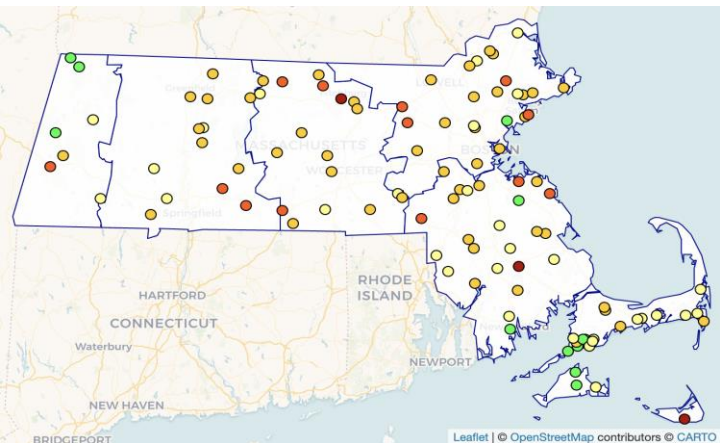 Greenfield
LOWELL
MASSACHUSETTS
BOSTON
WORCESTER
Springfield
HARTFORD
RHODE
ISLAND
CONNECTICUT
Waterbury
NEWPORT
NEW HAVEN
BRIDGEPORT
Leaflet | © OpenStreetMap contributors © CARTO